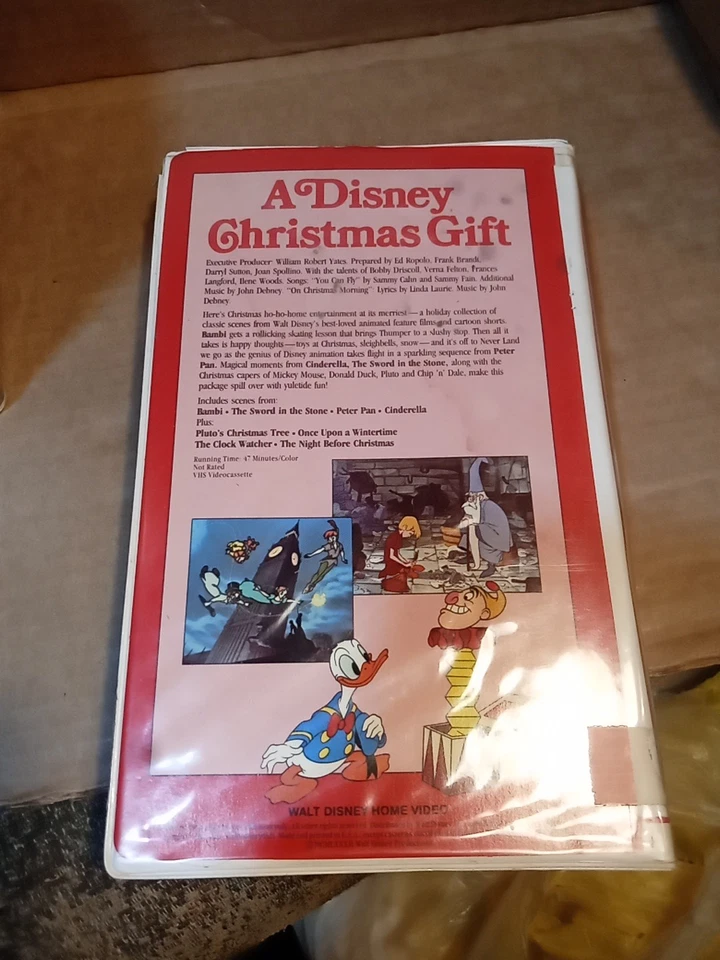 A Disney
Christmas Gift
Executive Producer: William Robert Yates. Prepared by Ed Ropolo, Frank Brandt,
Darryl Sutton, Joan Spollino. With the talents of Bobby Driscoll, Verna Felton, Frances
Langford, Ilene Woods. Songs: "You Can Fly" by Sammy Cahn and Sammy Fain. Additional
Music by John Debney. "On Christmas Morning": Lyrics by Linda Laurie. Music by John
Debney.
Here's Christmas ho-ho-home entertainment at its merriest—a holiday collection of
classic scenes from Walt Disney's best-loved animated feature films and cartoon shorts.
Bambi gets a rollicking skating lesson that brings Thumper to a slushy stop. Then all it
takes is happy thoughts—toys at Christmas, sleighbells, snow—and it's off to Never Land
we go as the genius of Disney animation takes flight in a sparkling sequence from Peter
Pan. Magical moments from Cinderella, The Sword in the Stone, along with the
Christmas capers of Mickey Mouse, Donald Duck, Pluto and Chip 'n' Dale, make this
package spill over with yuletide fun!
Includes scenes from:
Bambi • The Sword in the Stone • Peter Pan • Cinderella
Plus:
Pluto's Christmas Tree • Once Upon a Wintertime
The Clock Watcher • The Night Before Christmas
Running Time: 47 Minutes/Color
Not Rated
VHS Videocassette
WALT DISNEY HOME VIDEO